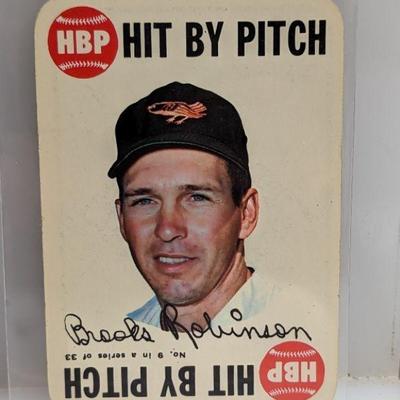 HBP HIT BY PITCH
Brooks Robinson
No. 9 in a series of 33
HBP HIT BY PITCH